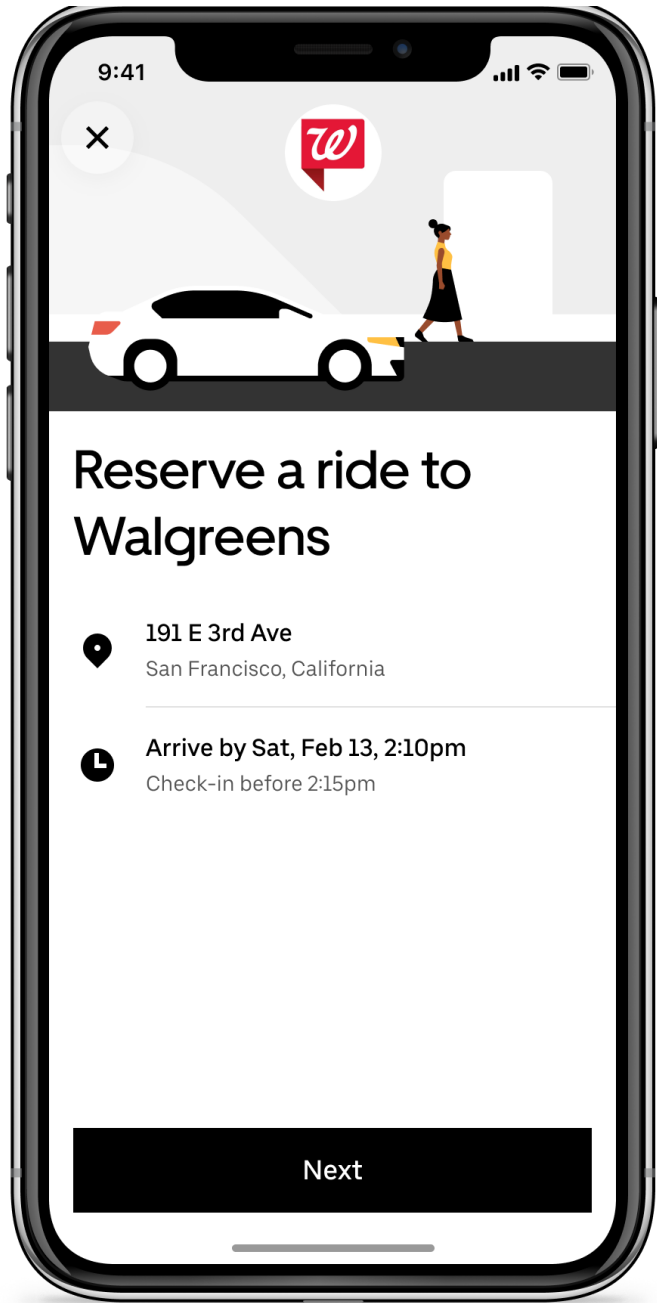 9:41
W
Reserve a ride to
Walgreens
191 E 3rd Ave
San Francisco, California
Arrive by Sat, Feb 13, 2:10pm
Check-in before 2:15pm
Next